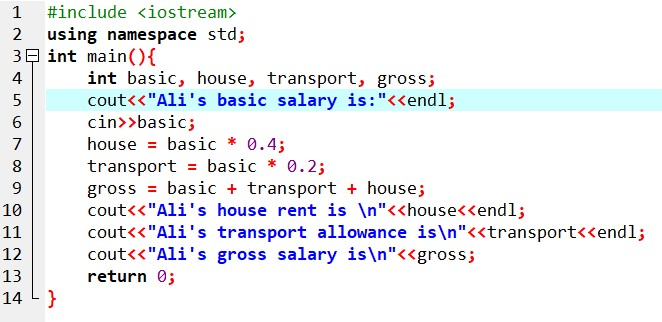 1 #include <iostream>
2 using namespace std;
3 int main(){
4 int basic, house, transport, gross;
5 cout<<"Ali's basic salary is:"<<endl;
6 cin>>basic;
7 house = basic * 0.4;
8 transport = basic * 0.2;
9 gross = basic + transport + house;
10 cout<<"Ali's house rent is \n"<<house<<endl;
11 cout<<"Ali's transport allowance is\n"<<transport<<endl;
12 cout<<"Ali's gross salary is\n"<<gross;
13 return 0;
14 }